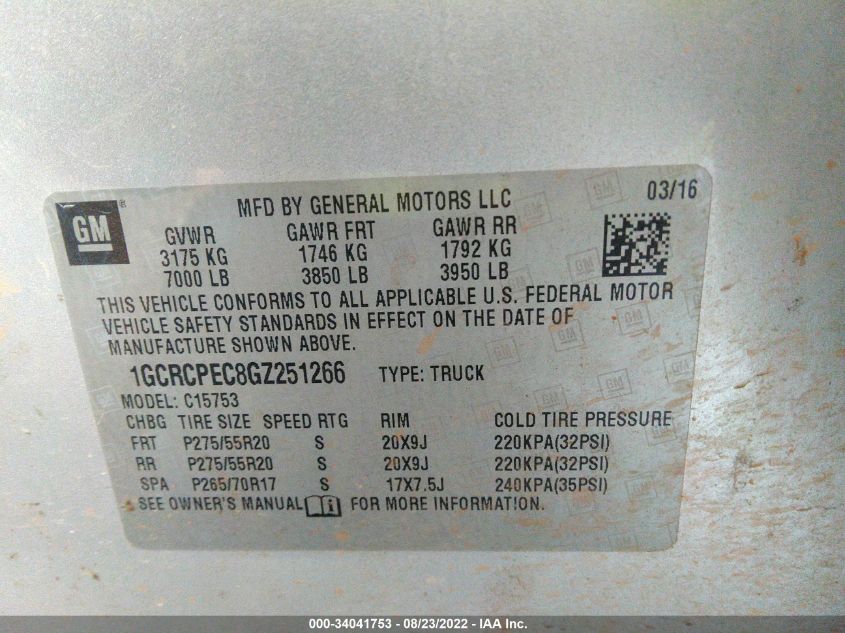 MFD BY GENERAL MOTORS LLC 03/16
GM®
GVWR GAWR FRT GAWR RR
3175 KG 1746 KG 1792 KG
7000 LB 3850 LB 3950 LB
THIS VEHICLE CONFORMS TO ALL APPLICABLE U.S. FEDERAL MOTOR
VEHICLE SAFETY STANDARDS IN EFFECT ON THE DATE OF
MANUFACTURE SHOWN ABOVE.
1GCRCPEC8GZ251266 TYPE: TRUCK
MODEL: C15753
CHBG TIRE SIZE SPEED RTG RIM COLD TIRE PRESSURE
FRT P275/55R20 S 20X9J 220KPA(32PSI)
RR P275/55R20 S 20X9J 220KPA(32PSI)
SPA P265/70R17 S 17X7.5J 240KPA(35PSI)
SEE OWNER'S MANUAL FOR MORE INFORMATION.
000-34041753 - 08/23/2022 - IAA Inc.